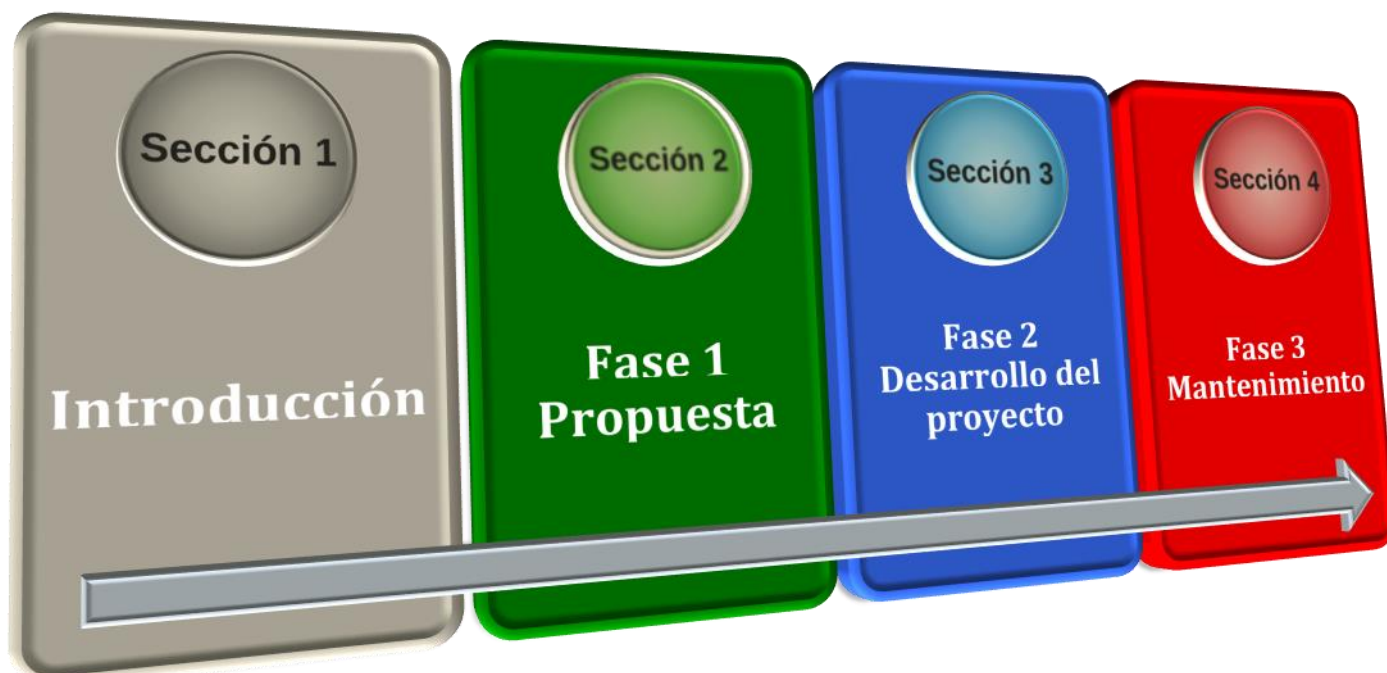 Sección 1
Introducción
Sección 2
Fase 1
Propuesta
Sección 3
Fase 2
Desarrollo del
proyecto
Sección 4
Fase 3
Mantenimiento